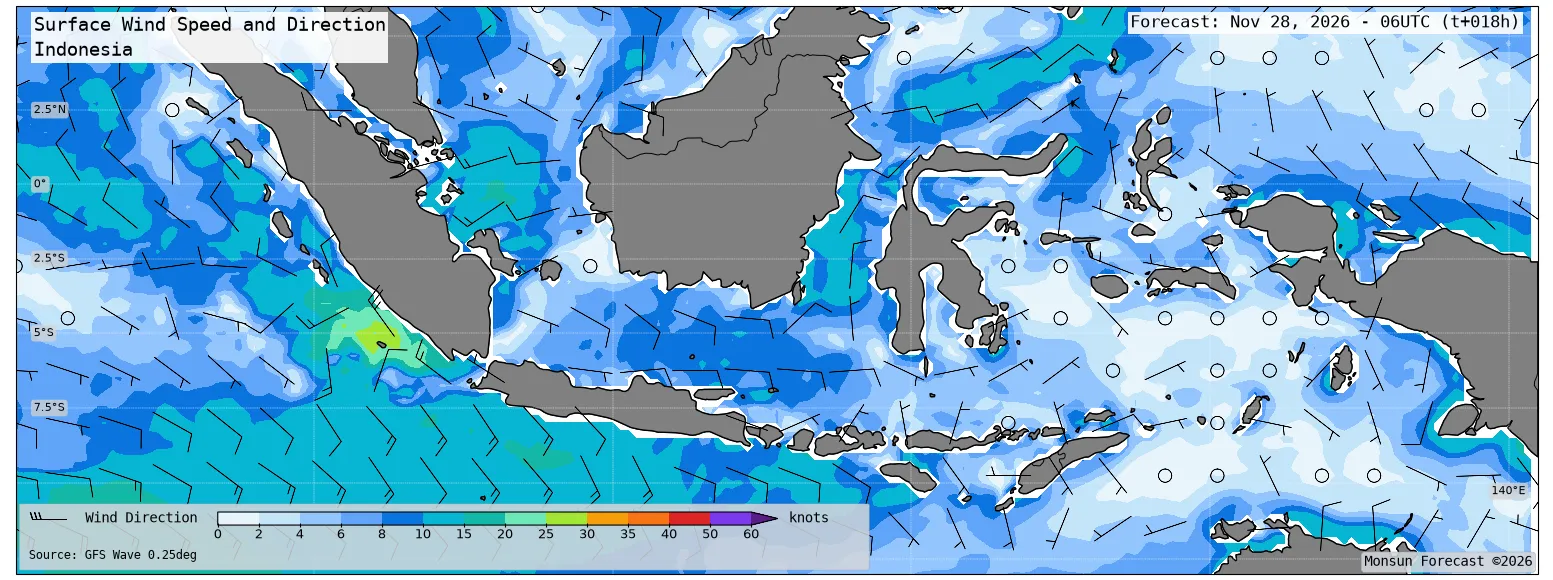 Surface Wind Speed and Direction
Indonesia
Forecast: Nov 28, 2026 - 06UTC (t+018h)
2.5°N
0°
2.5°S
5°S
7.5°S
140°E
Wind Direction
0 2 4 6 8 10 15 20 25 30 35 40 50 60
knots
Source: GFS Wave 0.25deg
Monsun Forecast ©2026